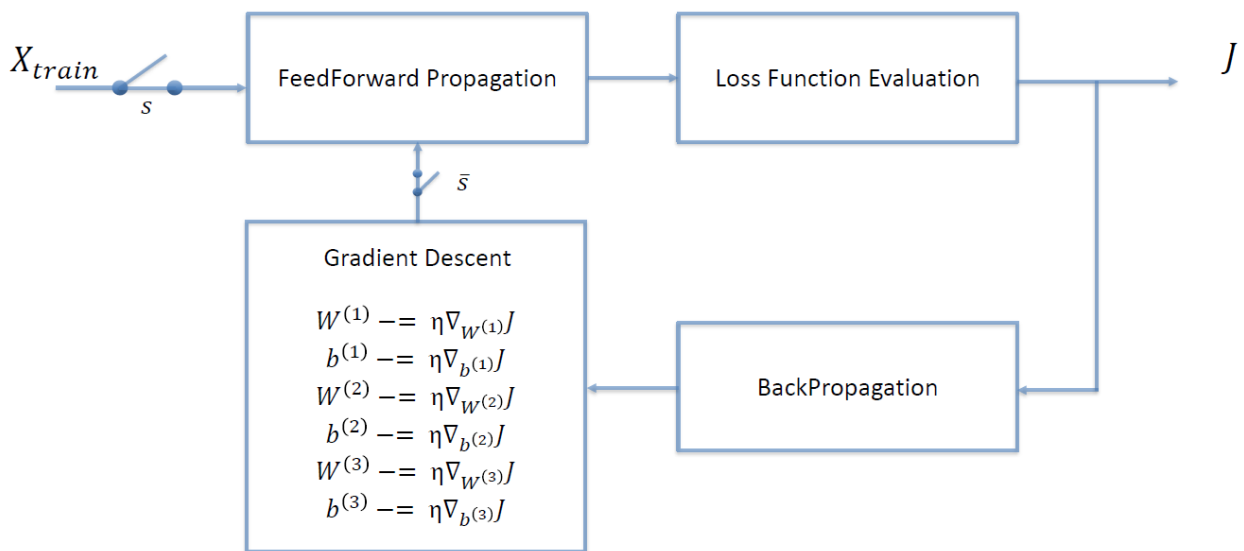 X_train
s
FeedForward Propagation
Loss Function Evaluation
J
s̄
Gradient Descent
W⁽¹⁾ −= η∇_W⁽¹⁾J
b⁽¹⁾ −= η∇_b⁽¹⁾J
W⁽²⁾ −= η∇_W⁽²⁾J
b⁽²⁾ −= η∇_b⁽²⁾J
W⁽³⁾ −= η∇_W⁽³⁾J
b⁽³⁾ −= η∇_b⁽³⁾J
BackPropagation